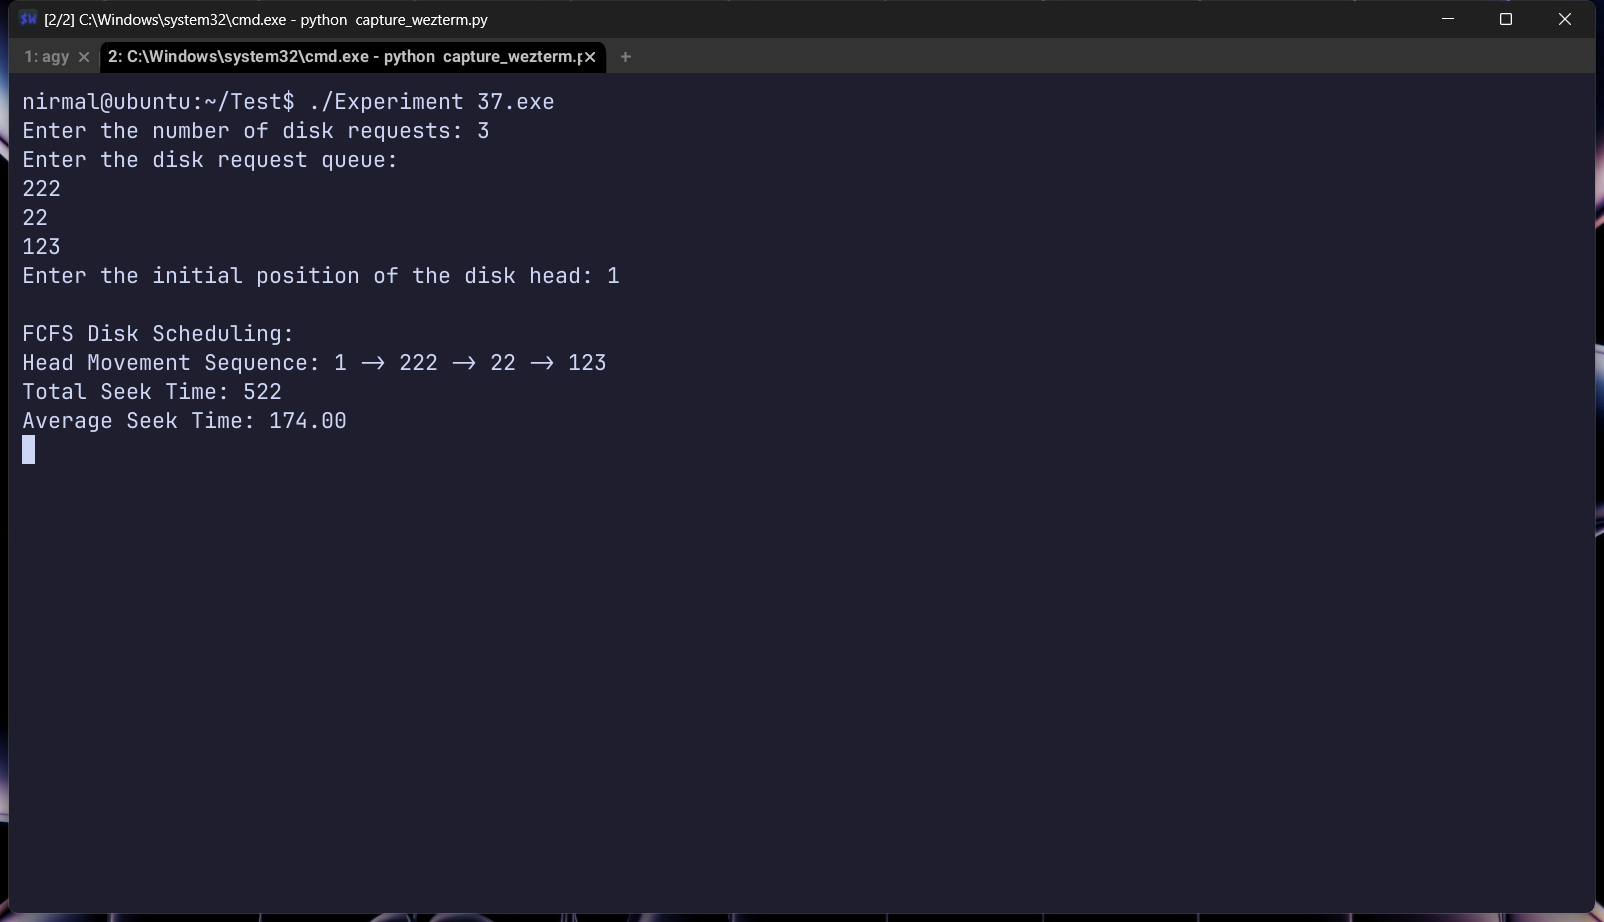 [2/2] C:\Windows\system32\cmd.exe - python  capture_wezterm.py
1: agy 2: C:\Windows\system32\cmd.exe - python  capture_wezterm.p
nirmal@ubuntu:~/Test$ ./Experiment 37.exe
Enter the number of disk requests: 3
Enter the disk request queue:
222
22
123
Enter the initial position of the disk head: 1
FCFS Disk Scheduling:
Head Movement Sequence: 1 -> 222 -> 22 -> 123
Total Seek Time: 522
Average Seek Time: 174.00